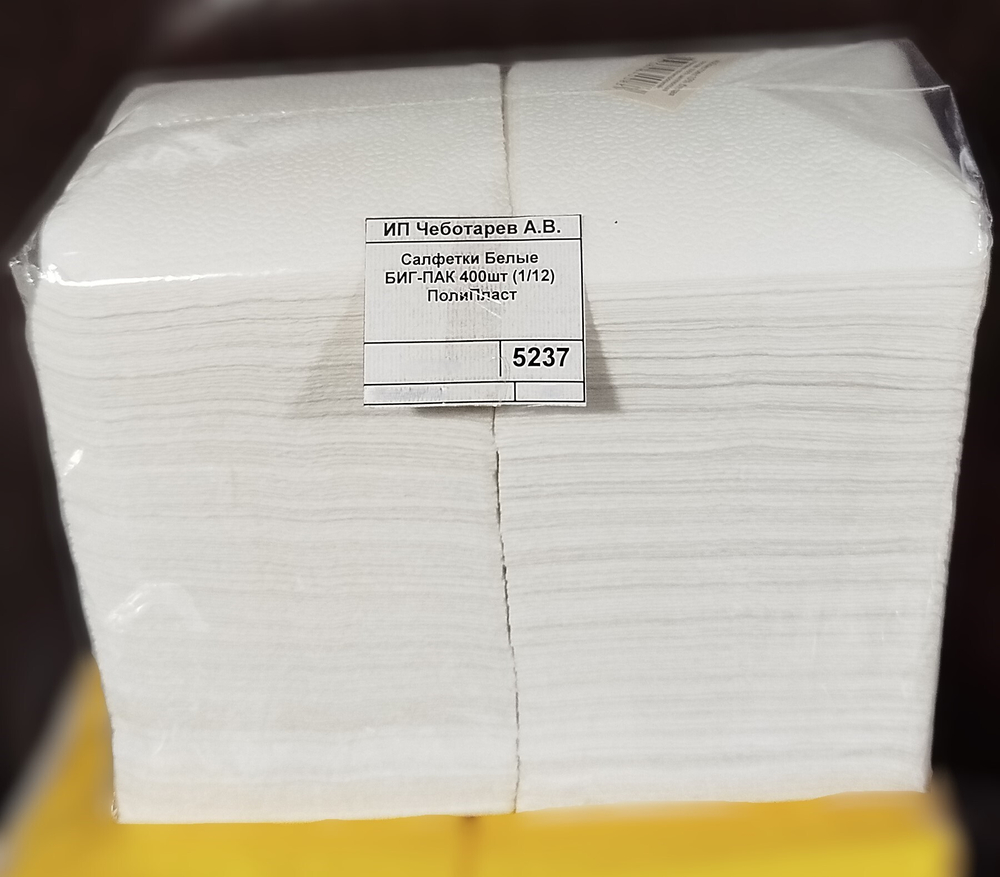 ИП Чеботарев А.В.
Салфетки Белые
БИГ-ПАК 400шт (1/12)
ПолиПласт
5237